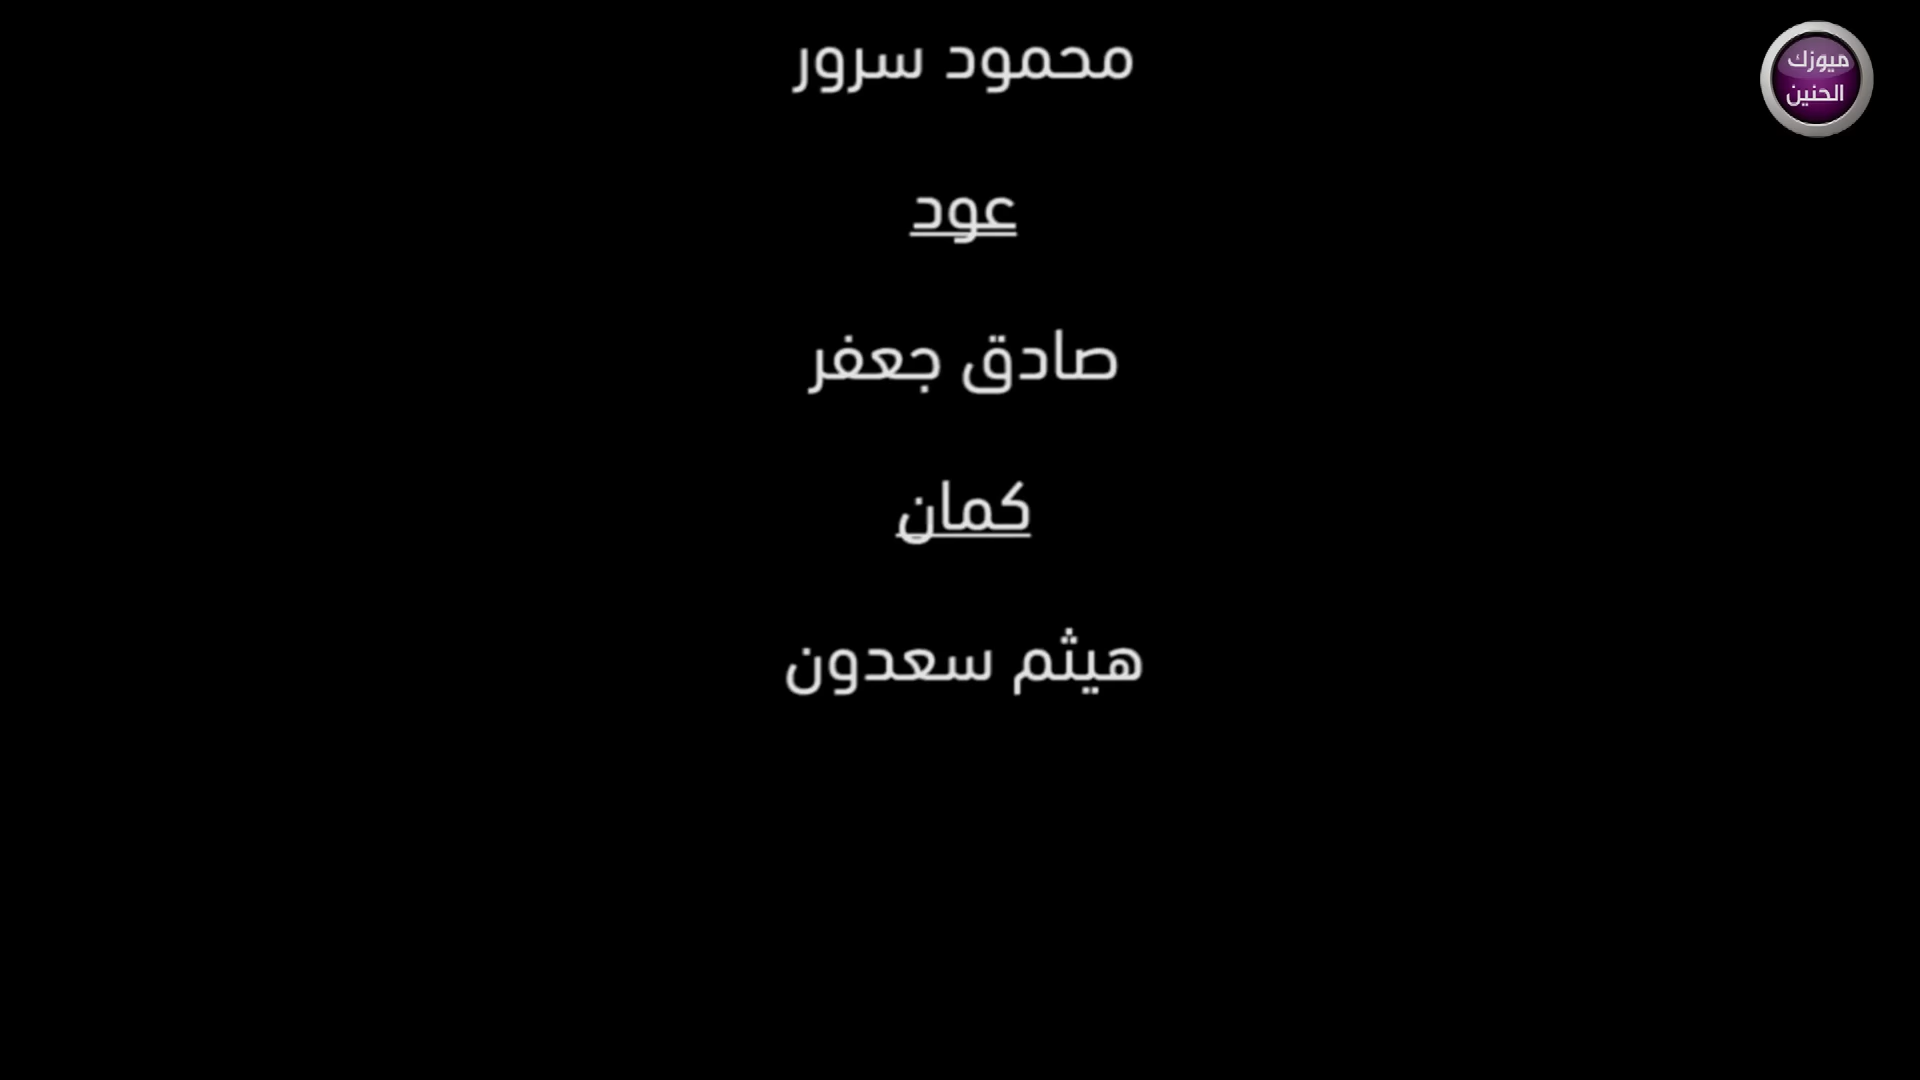 محمود سرور
ميوزك
الحنين
عود
صادق جعفر
كمان
هيثم سعدون